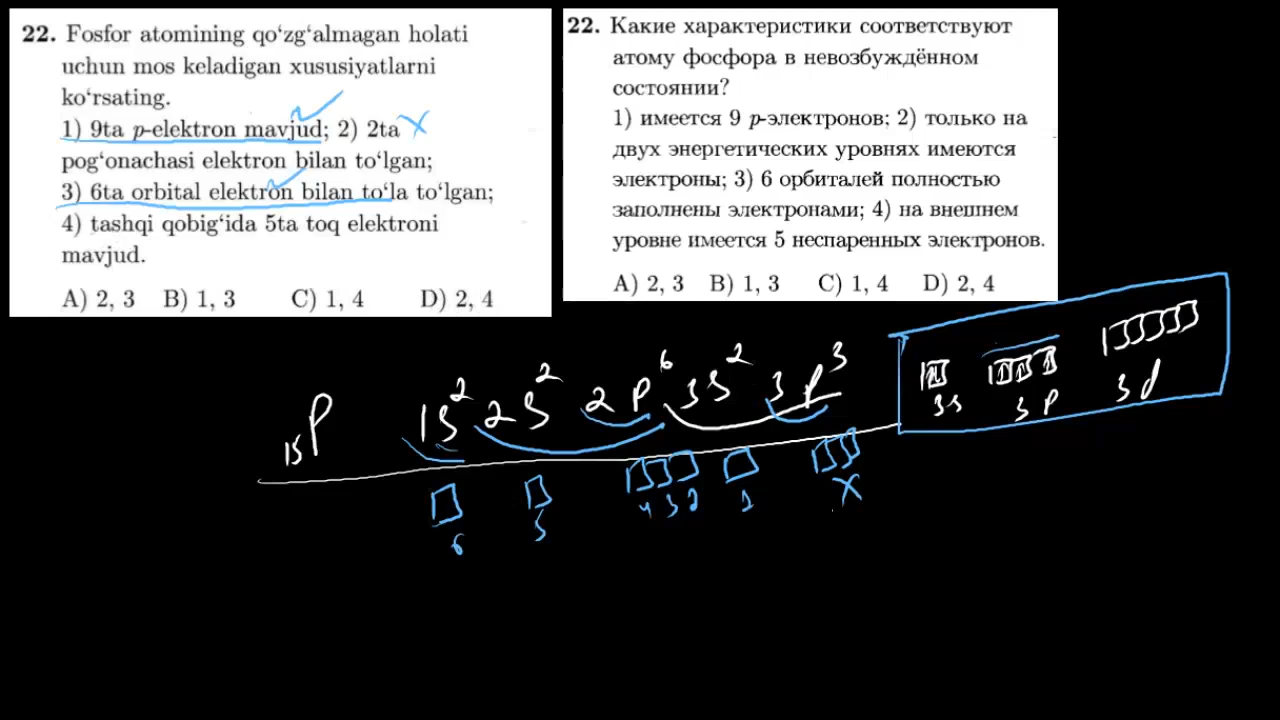 22. Fosfor atomining qo‘zg‘almagan holati
uchun mos keladigan xususiyatlarni
ko‘rsating.
1) 9ta p-elektron mavjud; 2) 2ta X
pog‘onachasi elektron bilan to‘lgan;
3) 6ta orbital elektron bilan to‘la to‘lgan;
4) tashqi qobig‘ida 5ta toq elektroni
mavjud.
A) 2, 3 B) 1, 3 C) 1, 4 D) 2, 4
22. Какие характеристики соответствуют
атому фосфора в невозбуждённом
состоянии?
1) имеется 9 p-электронов; 2) только на
двух энергетических уровнях имеются
электроны; 3) 6 орбиталей полностью
заполнены электронами; 4) на внешнем
уровне имеется 5 неспаренных электронов.
A) 2, 3 B) 1, 3 C) 1, 4 D) 2, 4
15P 1s² 2s² 2p⁶ 3s² 3p³
3s 3p 3d
6 5 4 3 2 1 X